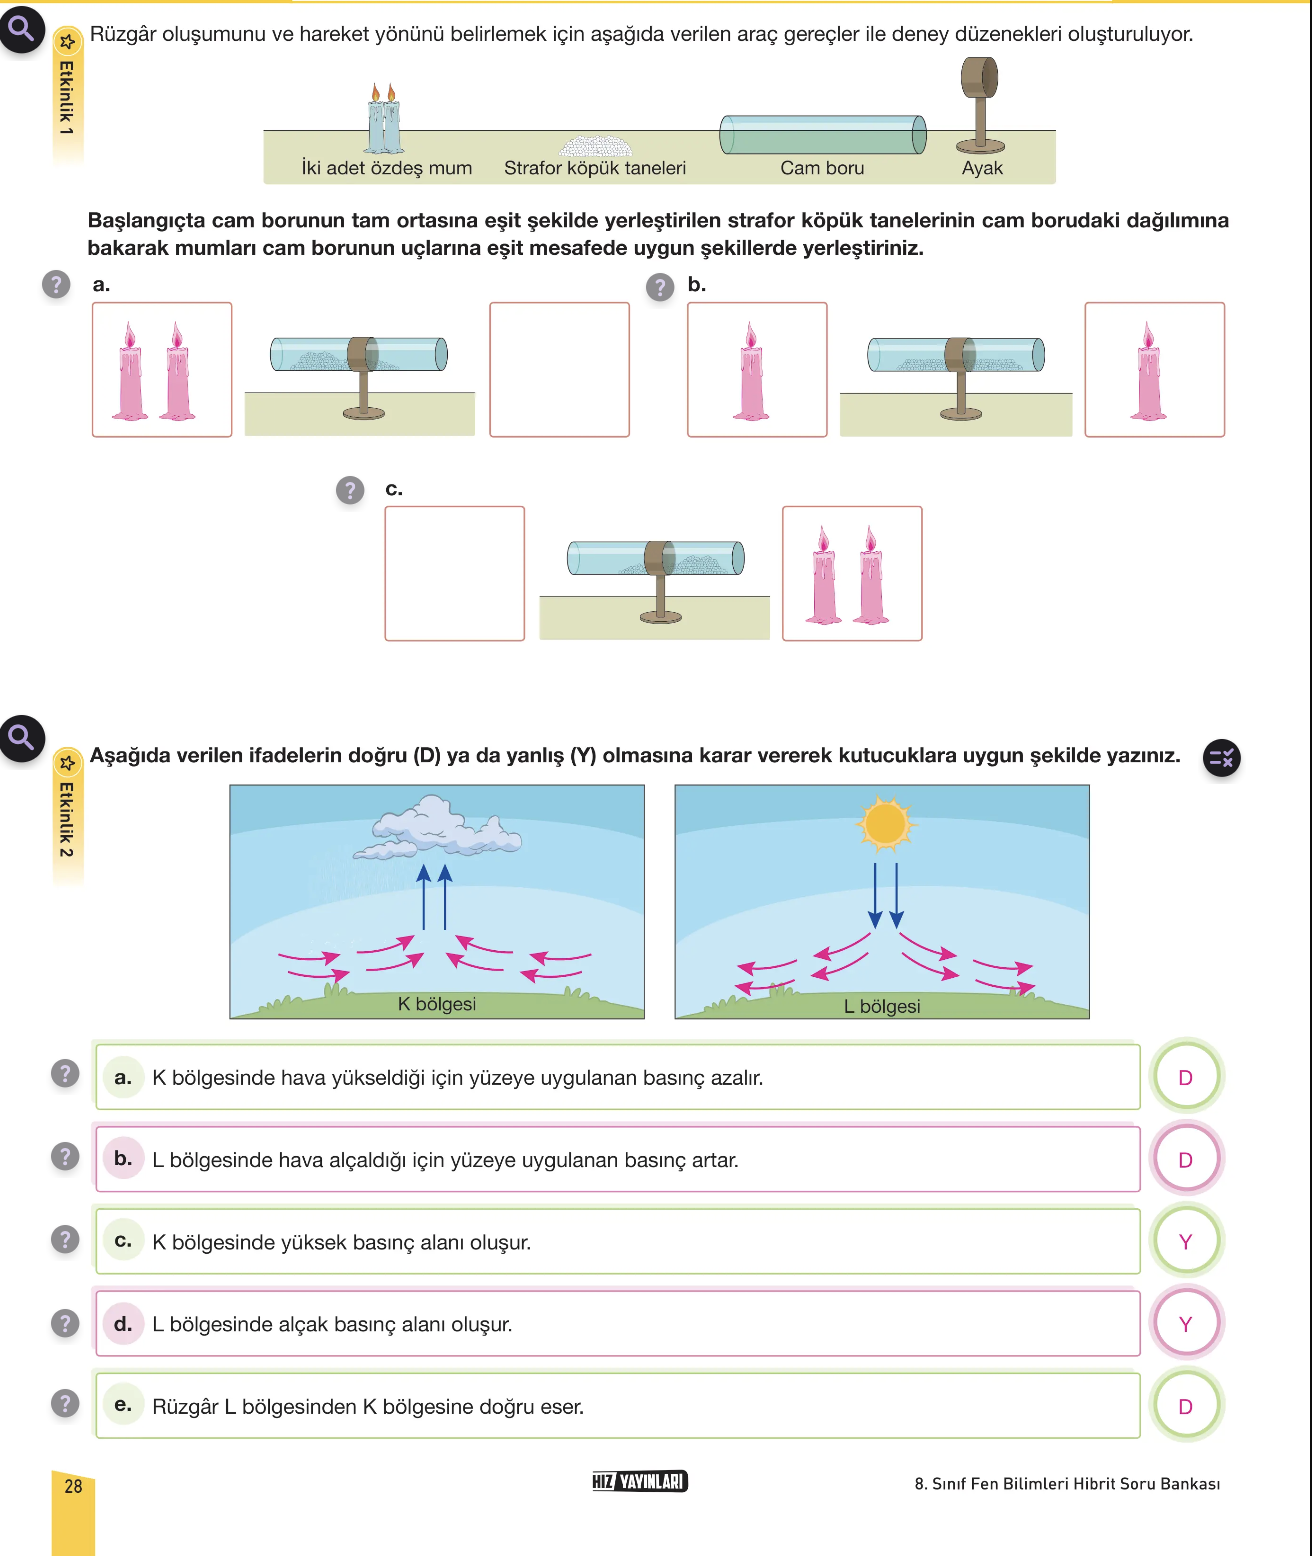 Etkinlik 1
Rüzgâr oluşumunu ve hareket yönünü belirlemek için aşağıda verilen araç gereçler ile deney düzenekleri oluşturuluyor.
İki adet özdeş mum
Strafor köpük taneleri
Cam boru
Ayak
Başlangıçta cam borunun tam ortasına eşit şekilde yerleştirilen strafor köpük tanelerinin cam borudaki dağılımına
bakarak mumları cam borunun uçlarına eşit mesafede uygun şekillerde yerleştiriniz.
? a.
? b.
? c.
Etkinlik 2
Aşağıda verilen ifadelerin doğru (D) ya da yanlış (Y) olmasına karar vererek kutucuklara uygun şekilde yazınız.
K bölgesi
L bölgesi
? a. K bölgesinde hava yükseldiği için yüzeye uygulanan basınç azalır. D
? b. L bölgesinde hava alçaldığı için yüzeye uygulanan basınç artar. D
? c. K bölgesinde yüksek basınç alanı oluşur. Y
? d. L bölgesinde alçak basınç alanı oluşur. Y
? e. Rüzgâr L bölgesinden K bölgesine doğru eser. D
28
HIZ YAYINLARI
8. Sınıf Fen Bilimleri Hibrit Soru Bankası